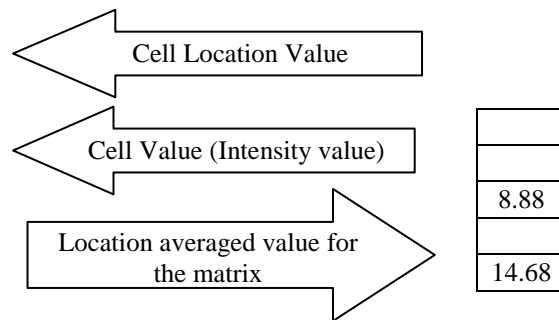 Cell Location Value
Cell Value (Intensity value)
8.88
Location averaged value for
the matrix
14.68